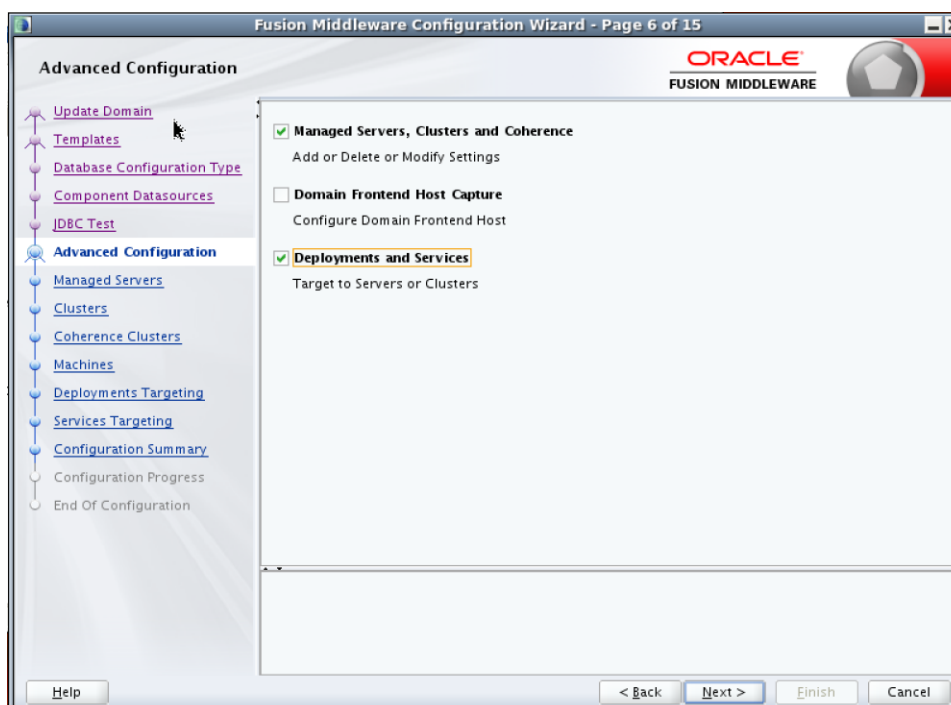 Fusion Middleware Configuration Wizard - Page 6 of 15
Advanced Configuration
ORACLE
FUSION MIDDLEWARE
Update Domain
Templates
Database Configuration Type
Component Datasources
JDBC Test
Advanced Configuration
Managed Servers
Clusters
Coherence Clusters
Machines
Deployments Targeting
Services Targeting
Configuration Summary
Configuration Progress
End Of Configuration
Managed Servers, Clusters and Coherence
Add or Delete or Modify Settings
Domain Frontend Host Capture
Configure Domain Frontend Host
Deployments and Services
Target to Servers or Clusters
Help
< Back
Next >
Finish
Cancel